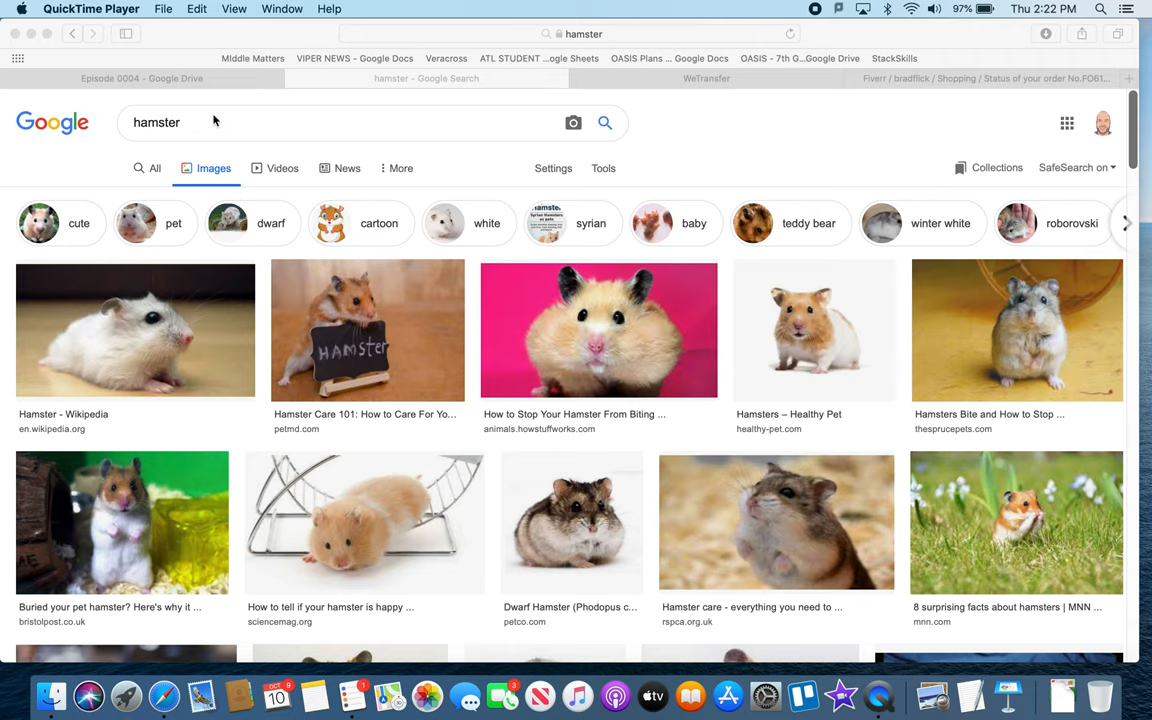 QuickTime Player File Edit View Window Help 97% Thu 2:22 PM
hamster
MIddle Matters VIPER NEWS - Google Docs Veracross ATL STUDENT ...ogle Sheets OASIS Plans ... Google Docs OASIS - 7th G...Google Drive StackSkills
Episode 0004 - Google Drive hamster - Google Search WeTransfer Fiverr / bradflick / Shopping / Status of your order No.FO61...
Google hamster
All Images Videos News More Settings Tools Collections SafeSearch on
cute pet dwarf cartoon white syrian baby teddy bear winter white roborovski
HAMSTER
Hamster - Wikipedia Hamster Care 101: How to Care For Yo... How to Stop Your Hamster From Biting ... Hamsters – Healthy Pet Hamsters Bite and How to Stop ...
en.wikipedia.org petmd.com animals.howstuffworks.com healthy-pet.com thesprucepets.com
Buried your pet hamster? Here's why it ... How to tell if your hamster is happy ... Dwarf Hamster (Phodopus c... Hamster care - everything you need to ... 8 surprising facts about hamsters | MNN ...
bristolpost.co.uk sciencemag.org petco.com rspca.org.uk mnn.com
OCT 9 1 3
10 tv